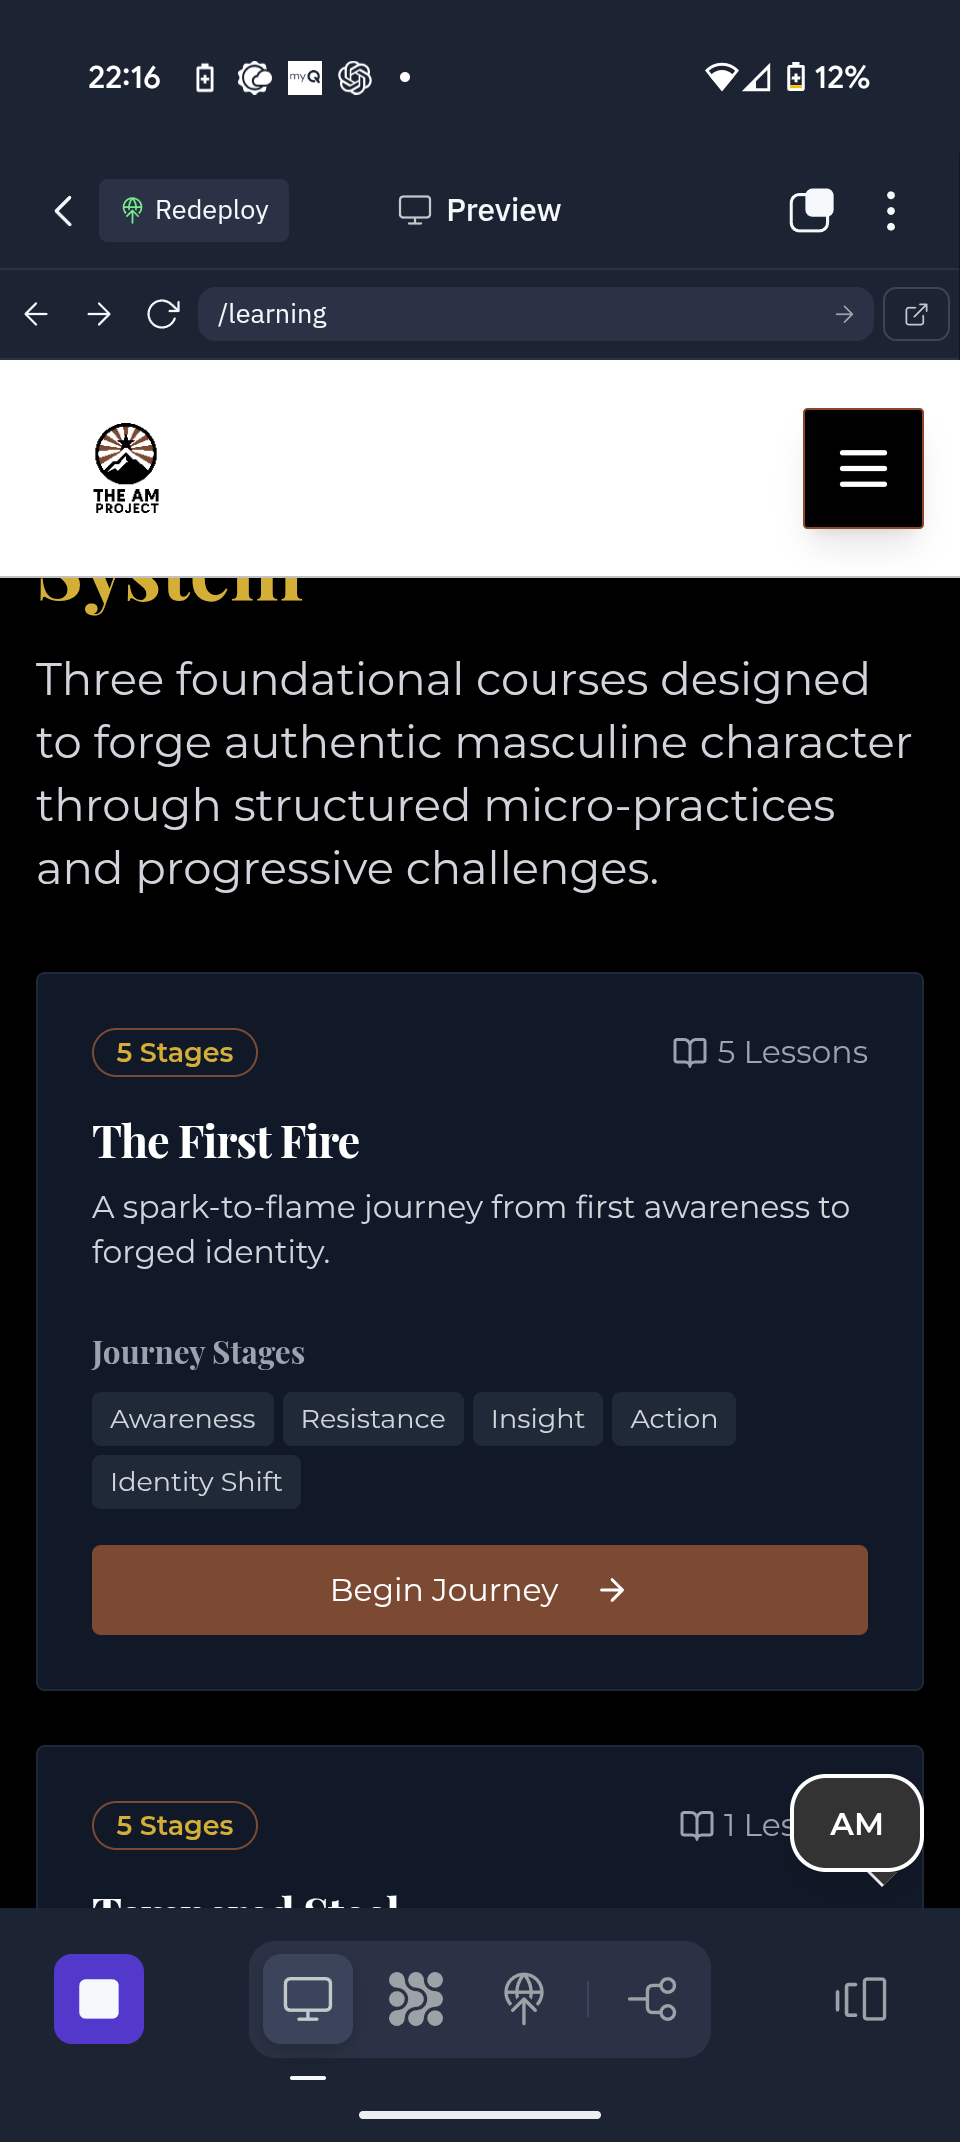 22:16
myQ
12%
Redeploy
Preview
/learning
THE AM
PROJECT
System
Three foundational courses designed
to forge authentic masculine character
through structured micro-practices
and progressive challenges.
5 Stages
5 Lessons
The First Fire
A spark-to-flame journey from first awareness to
forged identity.
Journey Stages
Awareness Resistance Insight Action
Identity Shift
Begin Journey
5 Stages
1 Les
AM
Tempered Steel